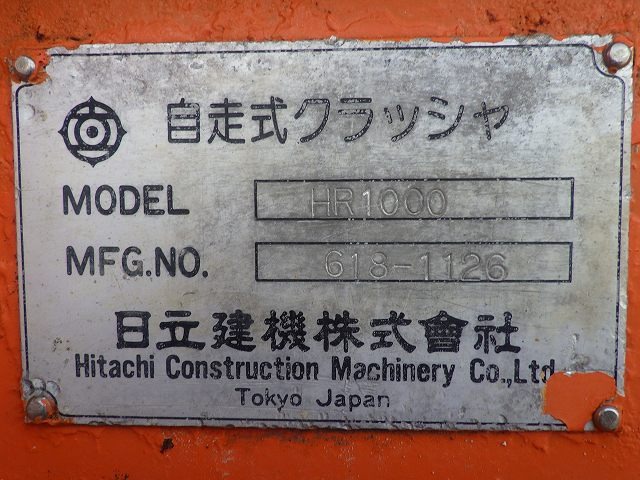 自走式クラッシャ
MODEL HR1000
MFG.NO. 618-1126
日立建機株式會社
Hitachi Construction Machinery Co.,Ltd
Tokyo Japan